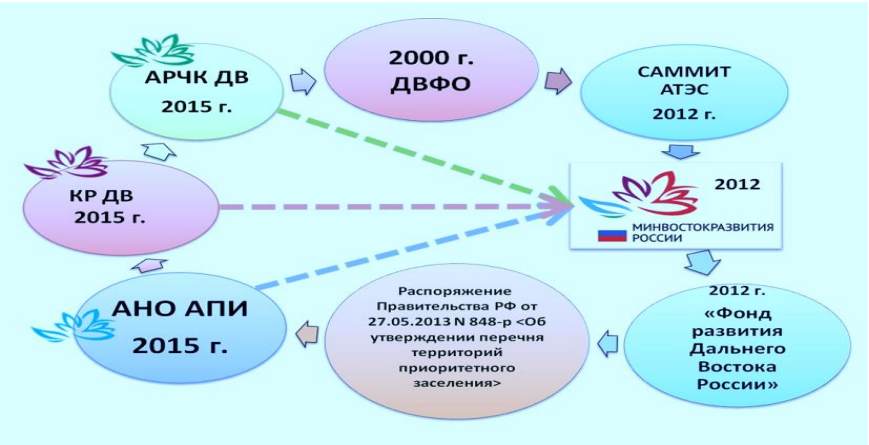 2000 г.
ДВФО
САММИТ
АТЭС
2012 г.
2012
МИНВОСТОКРАЗВИТИЯ
РОССИИ
2012 г.
«Фонд
развития
Дальнего
Востока
России»
Распоряжение
Правительства РФ от
27.05.2013 N 848-р <Об
утверждении перечня
территорий
приоритетного
заселения>
АНО АПИ
2015 г.
КР ДВ
2015 г.
АРЧК ДВ
2015 г.